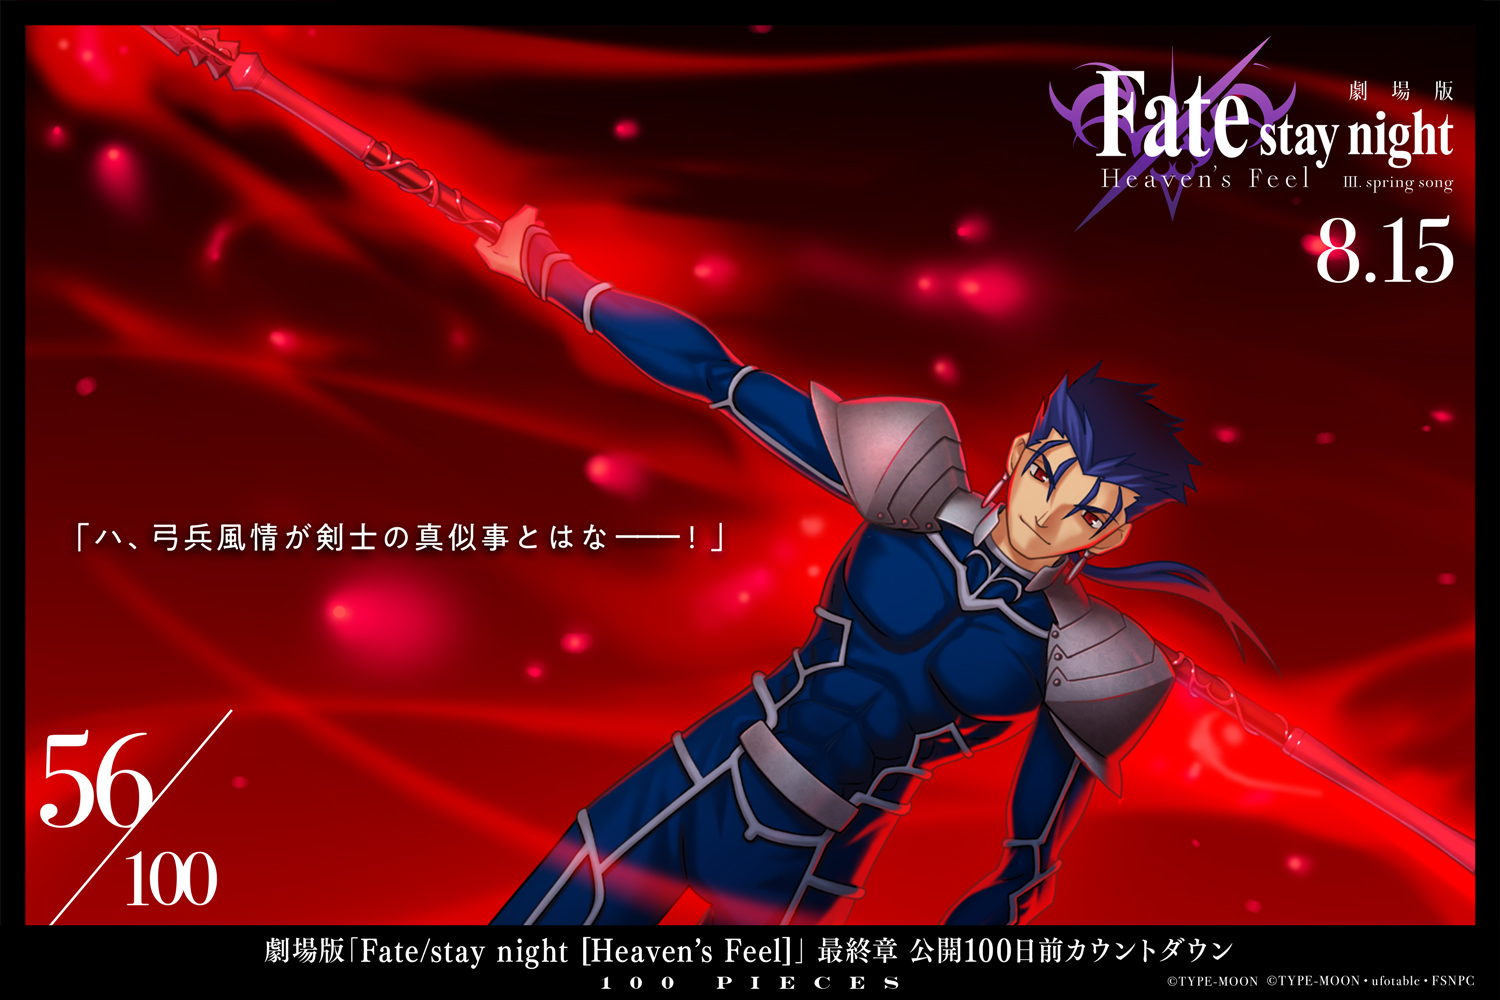 劇場版
Fate stay night
Heaven's Feel III. spring song
8.15
「ハ、弓兵風情が剣士の真似事とはな――！」
56
100
劇場版「Fate/stay night [Heaven's Feel]」 最終章 公開100日前カウントダウン
100 PIECES
©TYPE-MOON ©TYPE-MOON・ufotable・FSNPC